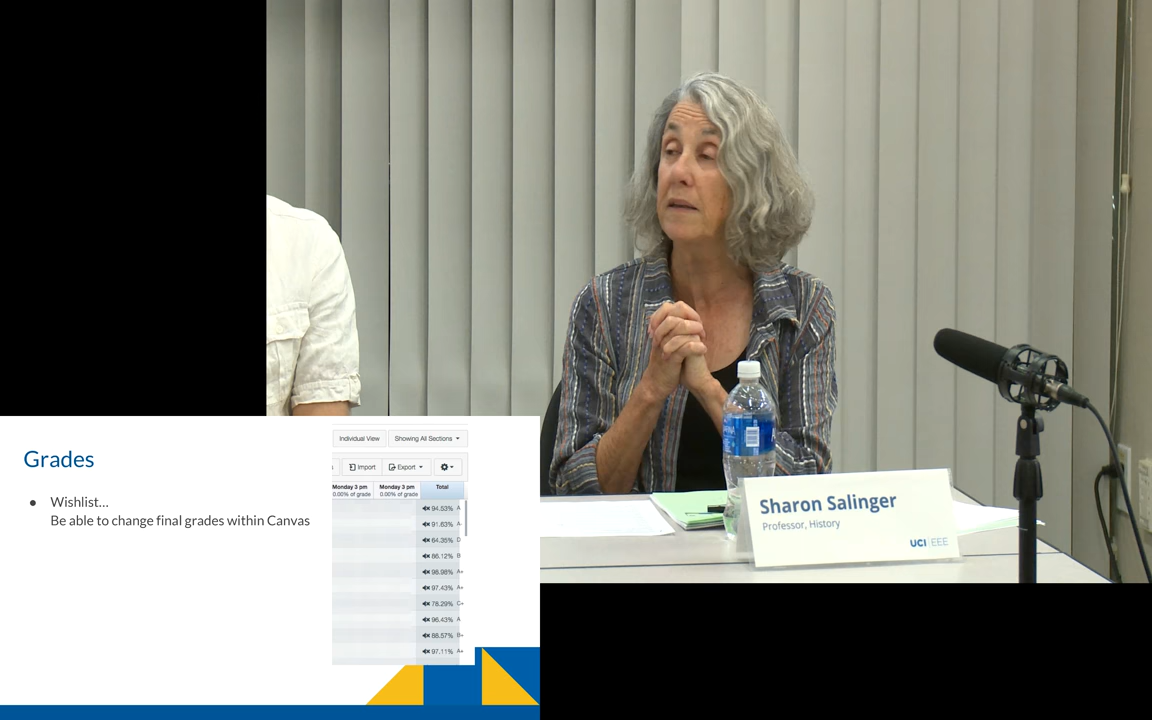 Grades
Wishlist...
Be able to change final grades within Canvas
Individual View
Showing All Sections
Import
Export
Monday 3 pm
0.00% of grade
Monday 3 pm
0.00% of grade
Total
94.53% A
91.63% A-
64.35% D
86.12% B
98.98% A+
97.43% A+
78.29% C+
96.43% A
88.57% B+
97.11% A+
Sharon Salinger
Professor, History
UCI EEE